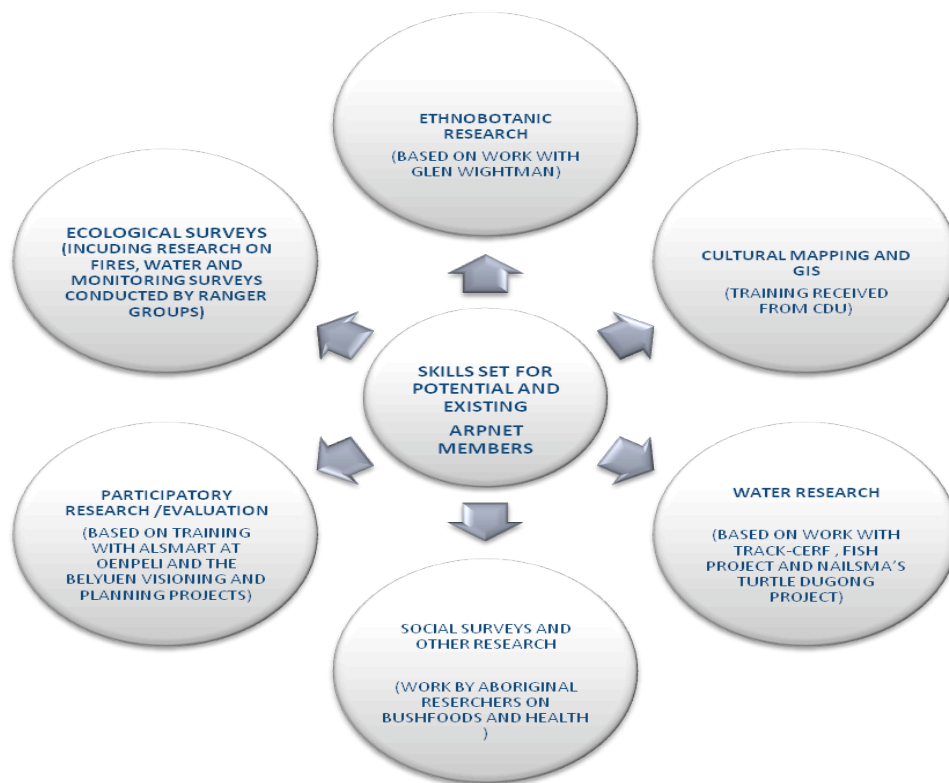 ETHNOBOTANIC
RESEARCH
(BASED ON WORK WITH
GLEN WIGHTMAN)
CULTURAL MAPPING AND
GIS
(TRAINING RECEIVED
FROM CDU)
WATER RESEARCH
(BASED ON WORK WITH
TRACK-CERF , FISH
PROJECT AND NAILSMA'S
TURTLE DUGONG
PROJECT)
SOCIAL SURVEYS AND
OTHER RESEARCH
(WORK BY ABORIGINAL
RESERCHERS ON
BUSHFOODS AND HEALTH
)
PARTICIPATORY
RESEARCH /EVALUATION
(BASED ON TRAINING
WITH ALSMART AT
OENPELI AND THE
BELYUEN VISIONING AND
PLANNING PROJECTS)
ECOLOGICAL SURVEYS
(INCUDING RESEARCH ON
FIRES, WATER AND
MONITORING SURVEYS
CONDUCTED BY RANGER
GROUPS)
SKILLS SET FOR
POTENTIAL AND
EXISTING
ARPNET
MEMBERS